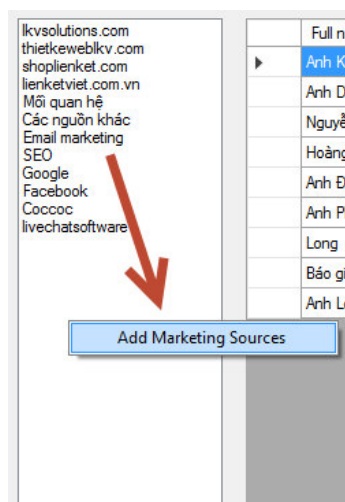 lkvsolutions.com
thietkeweblkv.com
shoplienket.com
lienketviet.com.vn
Mối quan hệ
Các nguồn khác
Email marketing
SEO
Google
Facebook
Coccoc
livechatsoftware
Add Marketing Sources
Full n
Anh K
Anh D
Nguyễ
Hoàng
Anh Đ
Anh P
Long
Báo gi
Anh L